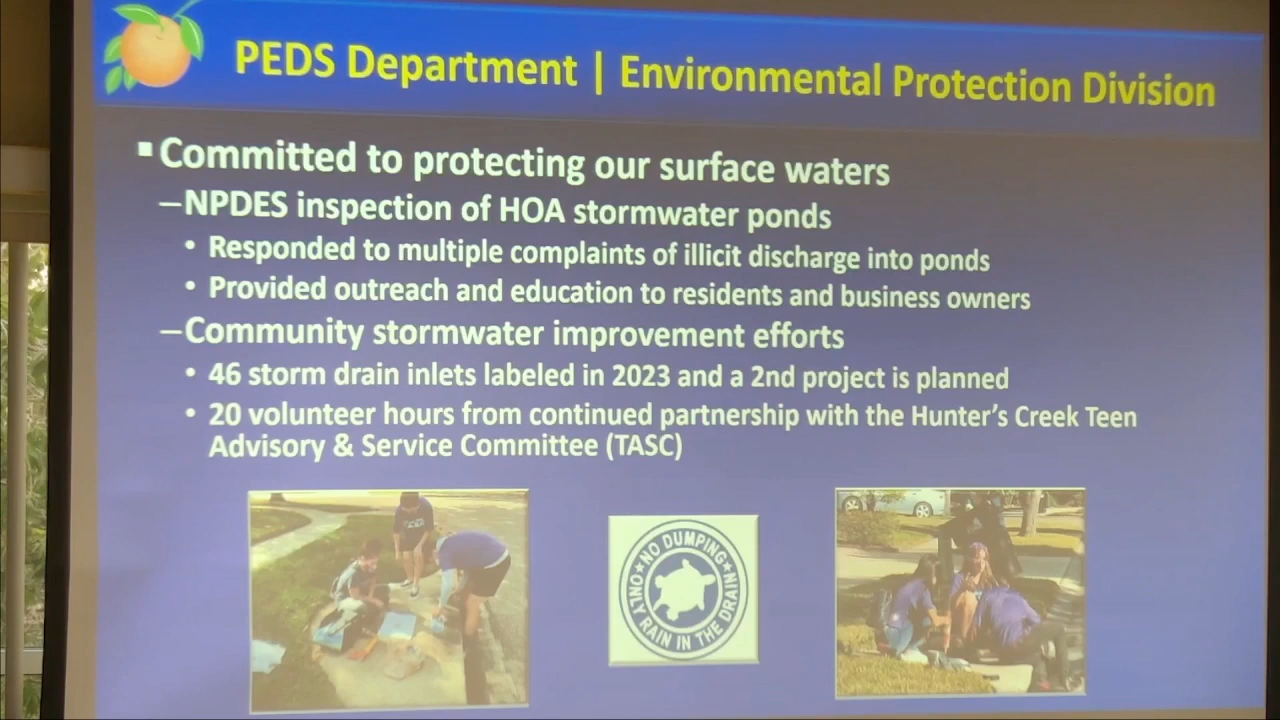 PEDS Department | Environmental Protection Division
▪ Committed to protecting our surface waters
–NPDES inspection of HOA stormwater ponds
• Responded to multiple complaints of illicit discharge into ponds
• Provided outreach and education to residents and business owners
–Community stormwater improvement efforts
• 46 storm drain inlets labeled in 2023 and a 2nd project is planned
• 20 volunteer hours from continued partnership with the Hunter's Creek Teen
Advisory & Service Committee (TASC)
NO DUMPING
ONLY RAIN IN THE DRAIN